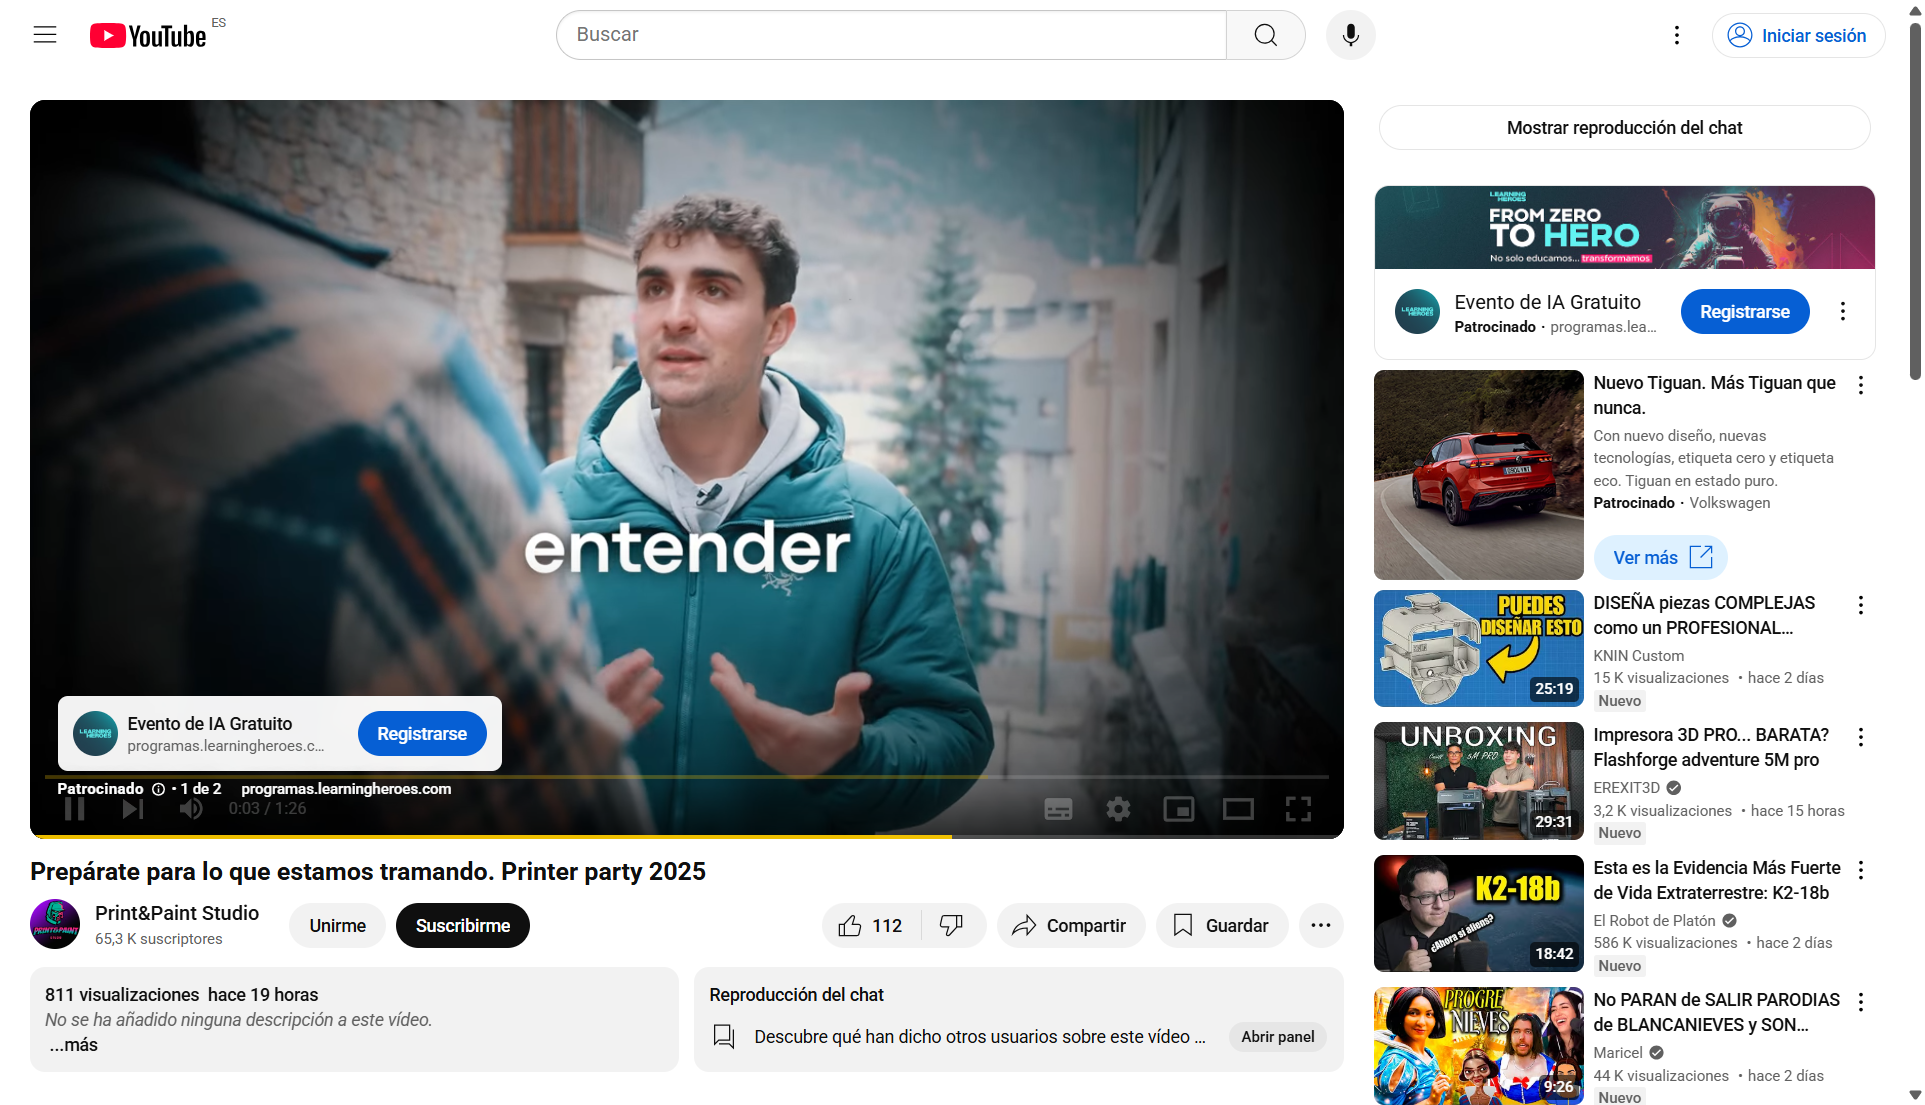 YouTube ES
Buscar
Iniciar sesión
entender
LEARNING HEROES
Evento de IA Gratuito
programas.learningheroes.c...
Registrarse
Patrocinado • 1 de 2 programas.learningheroes.com
0:03 / 1:26
Prepárate para lo que estamos tramando. Printer party 2025
PRINT&PAINT
Print&Paint Studio
65,3 K suscriptores
Unirme
Suscribirme
112
Compartir
Guardar
811 visualizaciones hace 19 horas
No se ha añadido ninguna descripción a este vídeo.
...más
Reproducción del chat
Descubre qué han dicho otros usuarios sobre este vídeo ...
Abrir panel
Mostrar reproducción del chat
LEARNING
HEROES
FROM ZERO
TO HERO
No solo educamos... transformamos
LEARNING HEROES
Evento de IA Gratuito
Patrocinado · programas.lea...
Registrarse
Nuevo Tiguan. Más Tiguan que
nunca.
Con nuevo diseño, nuevas
tecnologías, etiqueta cero y etiqueta
eco. Tiguan en estado puro.
Patrocinado · Volkswagen
Ver más
PUEDES
DISEÑAR ESTO
25:19
DISEÑA piezas COMPLEJAS
como un PROFESIONAL...
KNIN Custom
15 K visualizaciones • hace 2 días
Nuevo
UNBOXING
5M PRO
29:31
Impresora 3D PRO... BARATA?
Flashforge adventure 5M pro
EREXIT3D
3,2 K visualizaciones • hace 15 horas
Nuevo
K2-18b
¿Ahora si aliens?
18:42
Esta es la Evidencia Más Fuerte
de Vida Extraterrestre: K2-18b
El Robot de Platón
586 K visualizaciones • hace 2 días
Nuevo
PROGRE
NIEVES
9:26
No PARAN de SALIR PARODIAS
de BLANCANIEVES y SON...
Maricel
44 K visualizaciones • hace 2 días
Nuevo